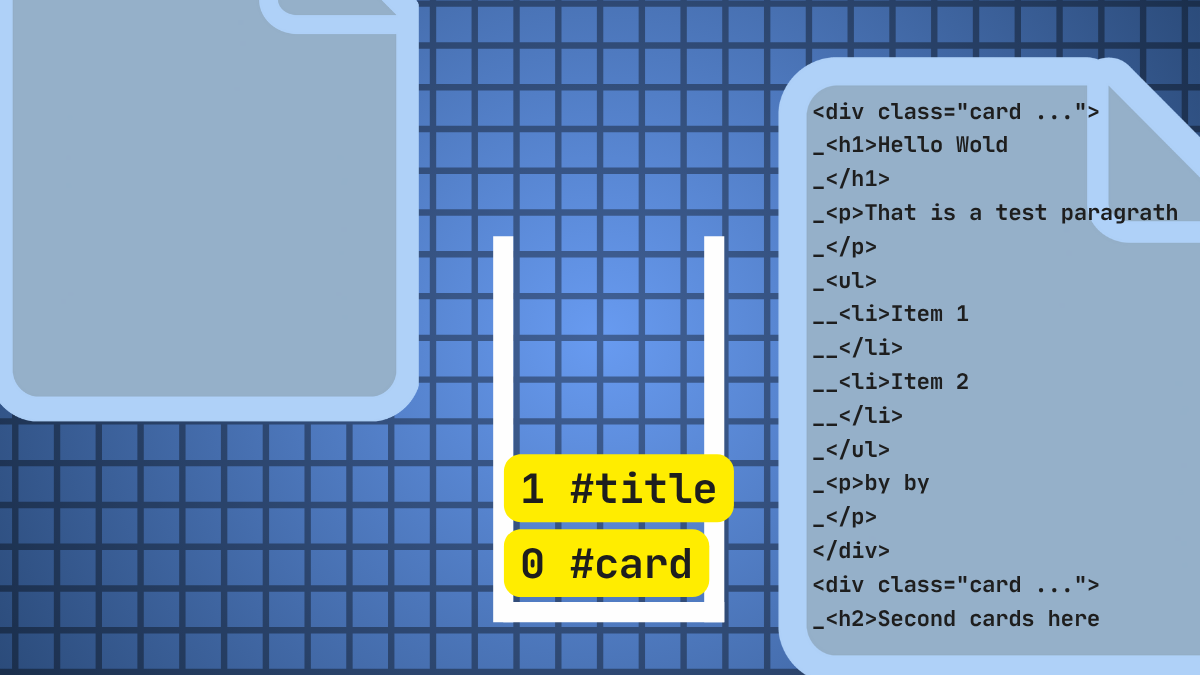 1 #title
0 #card
<div class="card ...">
_<h1>Hello Wold
_</h1>
_<p>That is a test paragrath
_</p>
_<ul>
__<li>Item 1
__</li>
__<li>Item 2
__</li>
_</ul>
_<p>by by
_</p>
</div>
<div class="card ...">
_<h2>Second cards here